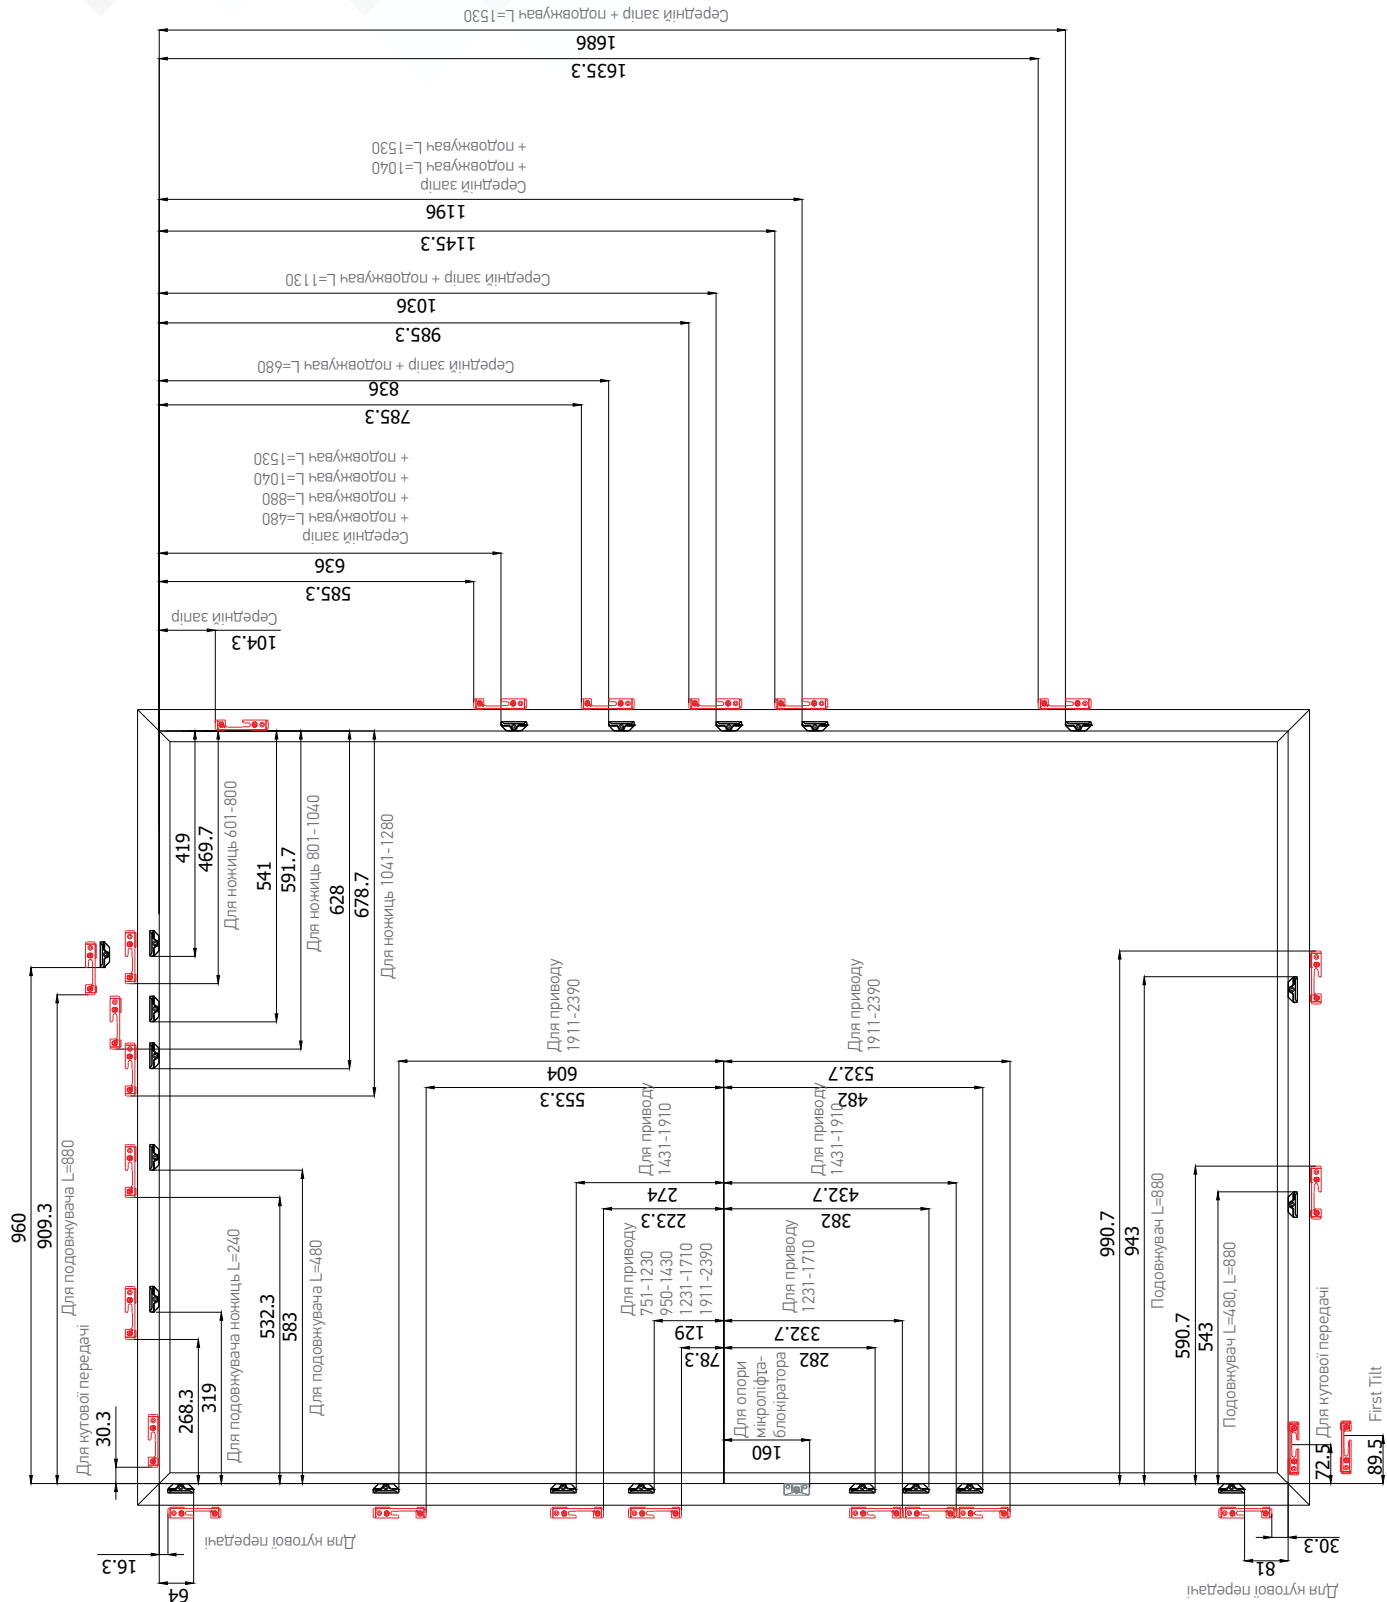 Середній запір + подовжувач L=1530
1686
1635.3
Середній запір
+ подовжувач L=1040
+ подовжувач L=1530
1196
1145.3
Середній запір + подовжувач L=1130
1036
985.3
Середній запір + подовжувач L=680
836
785.3
Середній запір
+ подовжувач L=480
+ подовжувач L=880
+ подовжувач L=1040
+ подовжувач L=1530
636
585.3
Середній запір
104.3
419
469.7
Для ножиць 601-800
541
591.7
Для ножиць 801-1040
628
678.7
Для ножиць 1041-1280
960
909.3
Для подовжувача L=880
Для кутової передачі
30.3
268.3
319
Для подовжувача ножиць L=240
532.3
583
Для подовжувача L=480
Для приводу
1911-2390
604
553.3
Для приводу
1431-1910
274
223.3
Для приводу
751-1230
950-1430
1231-1710
1911-2390
129
78.3
Для приводу
1911-2390
532.7
482
Для приводу
1431-1910
432.7
382
Для приводу
1231-1710
332.7
282
Для опори
мікроліфта-
блокіратора
160
990.7
943
Подовжувач L=880
590.7
543
Подовжувач L=480, L=880
72.5
Для кутової передачі
89.5
First Tilt
16.3
64
Для кутової передачі
30.3
81
Для кутової передачі